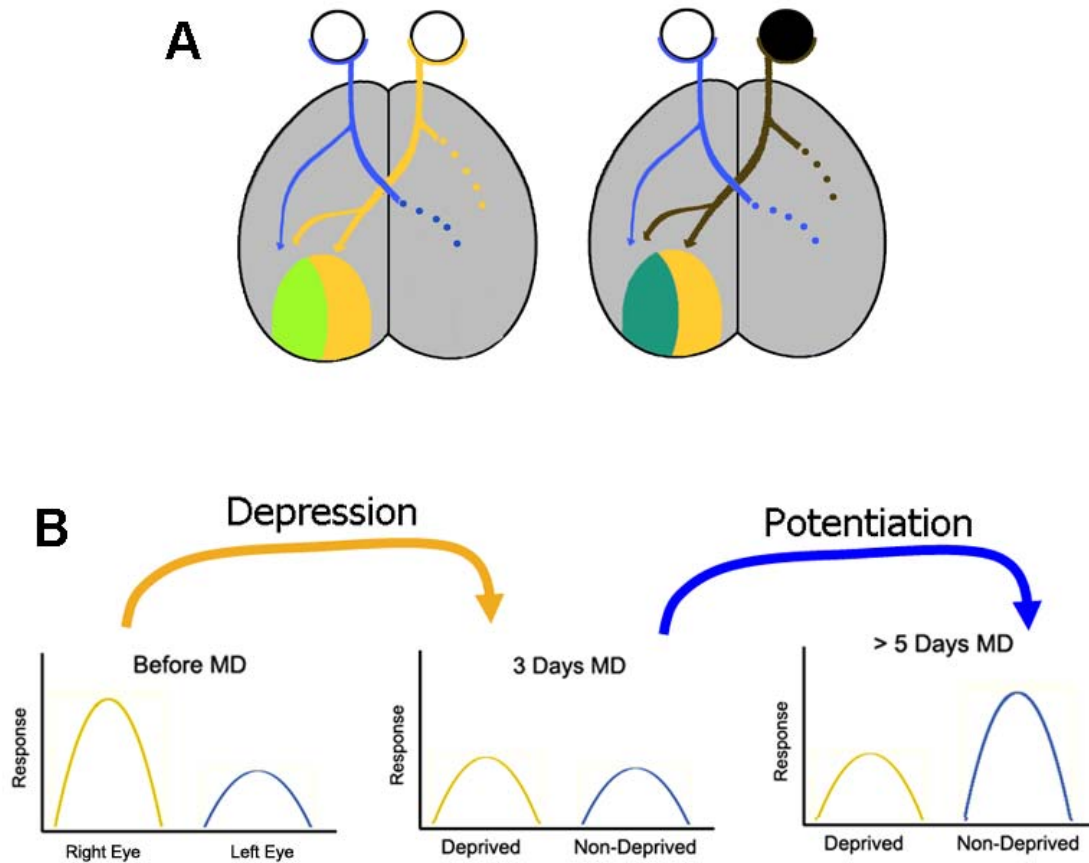 A
B
Depression
Potentiation
Before MD
Response
Right Eye
Left Eye
3 Days MD
Response
Deprived
Non-Deprived
> 5 Days MD
Response
Deprived
Non-Deprived